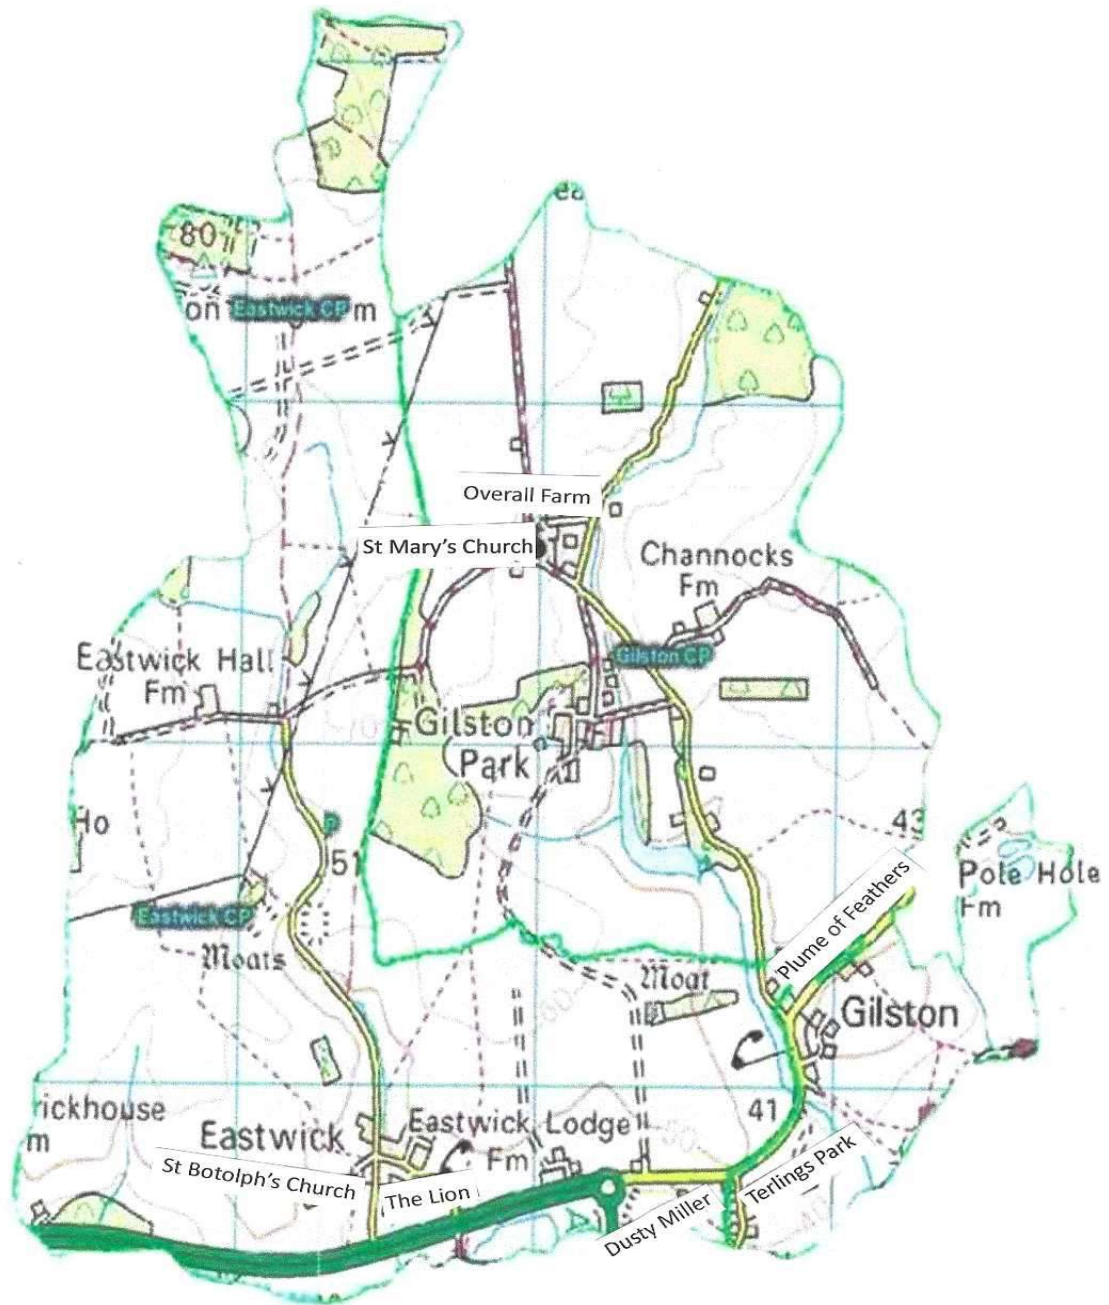 80
on
Eastwick CP
m
Overall Farm
St Mary's Church
Channocks
Fm
Eastwick Hall
Fm
Gilston CP
Gilston
Park
Ho
51
43
Plume of Feathers
Pole Hole
Fm
Eastwick CP
Moats
Moat
Gilston
rickhouse
m
Eastwick
Eastwick Lodge
Fm
41
St Botolph's Church
The Lion
Dusty Miller
Terlings Park